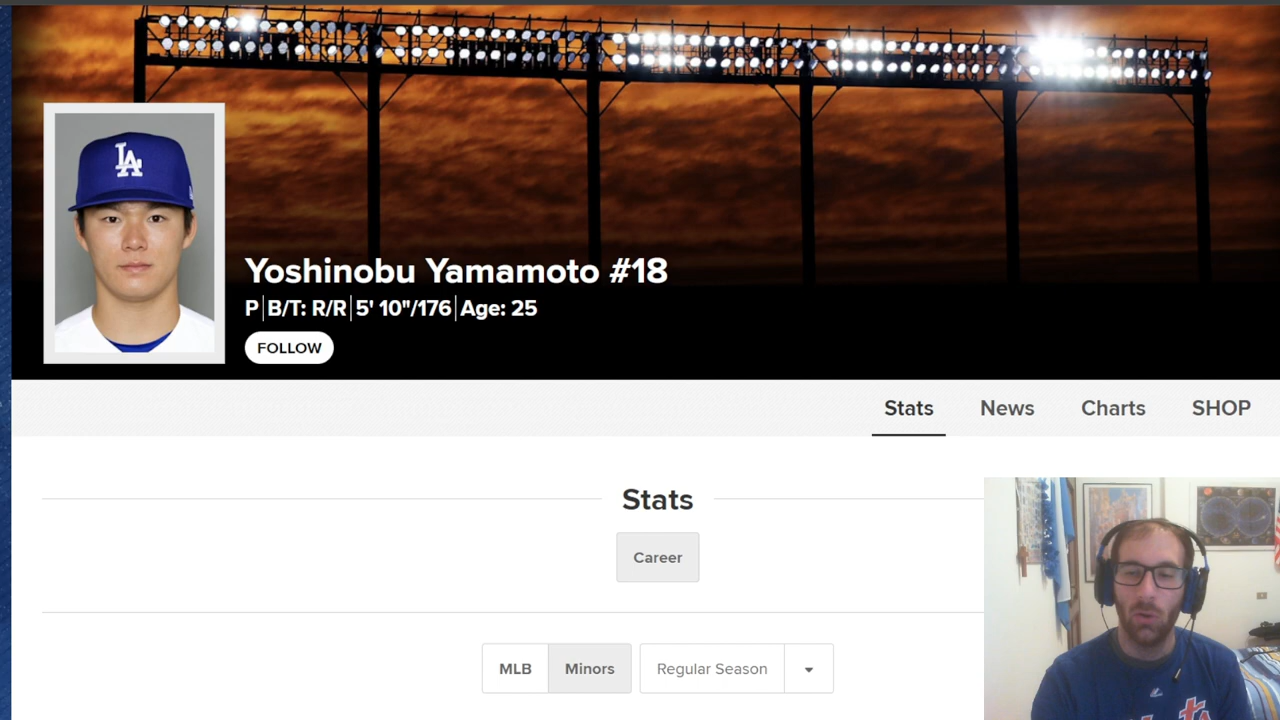 LA
Yoshinobu Yamamoto #18
P|B/T: R/R|5' 10"/176|Age: 25
FOLLOW
Stats News Charts SHOP
Stats
Career
MLB Minors Regular Season